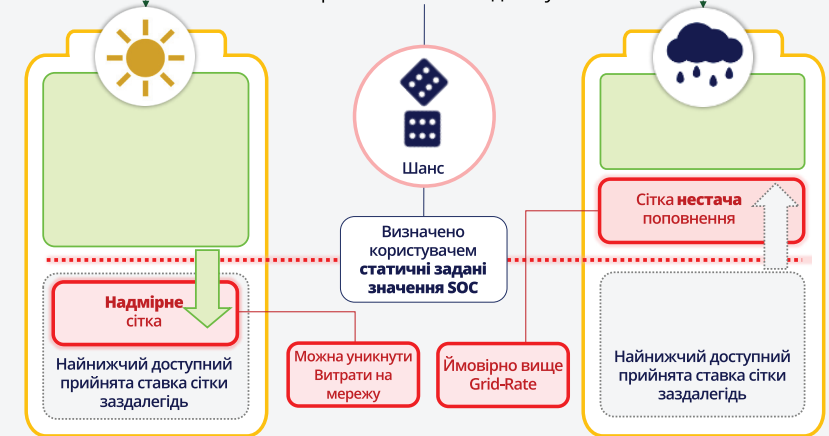 Шанс
Визначено
користувачем
статичні задані
значення SOC
Надмірне
сітка
Найнижчий доступний
прийнята ставка сітки
заздалегідь
Можна уникнути
Витрати на
мережу
Ймовірно вище
Grid-Rate
Сітка нестача
поповнення
Найнижчий доступний
прийнята ставка сітки
заздалегідь